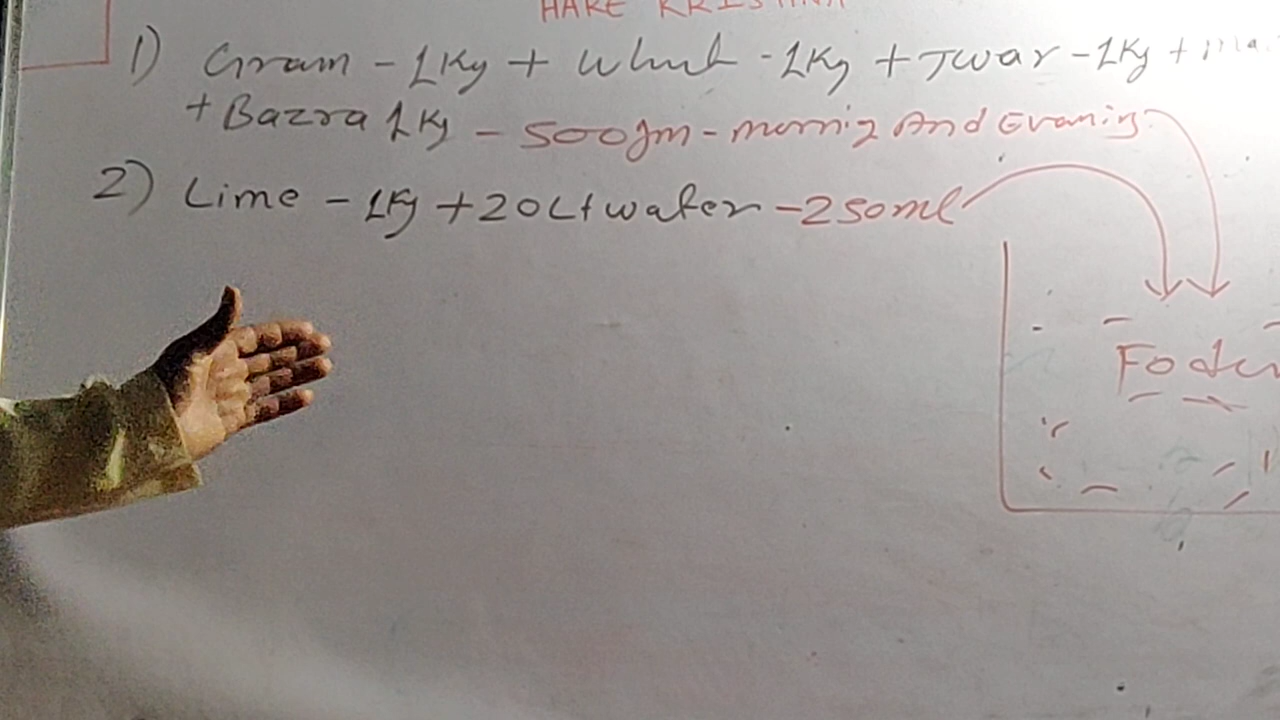 HARE KRISHNA
1) Gram - 1Kg + Wheat - 1Kg + Jwar - 1Kg +
+ Bazra 1Kg - 500gm - morning And Evening
2) Lime - 1Kg + 20Lt water - 250ml
Foder